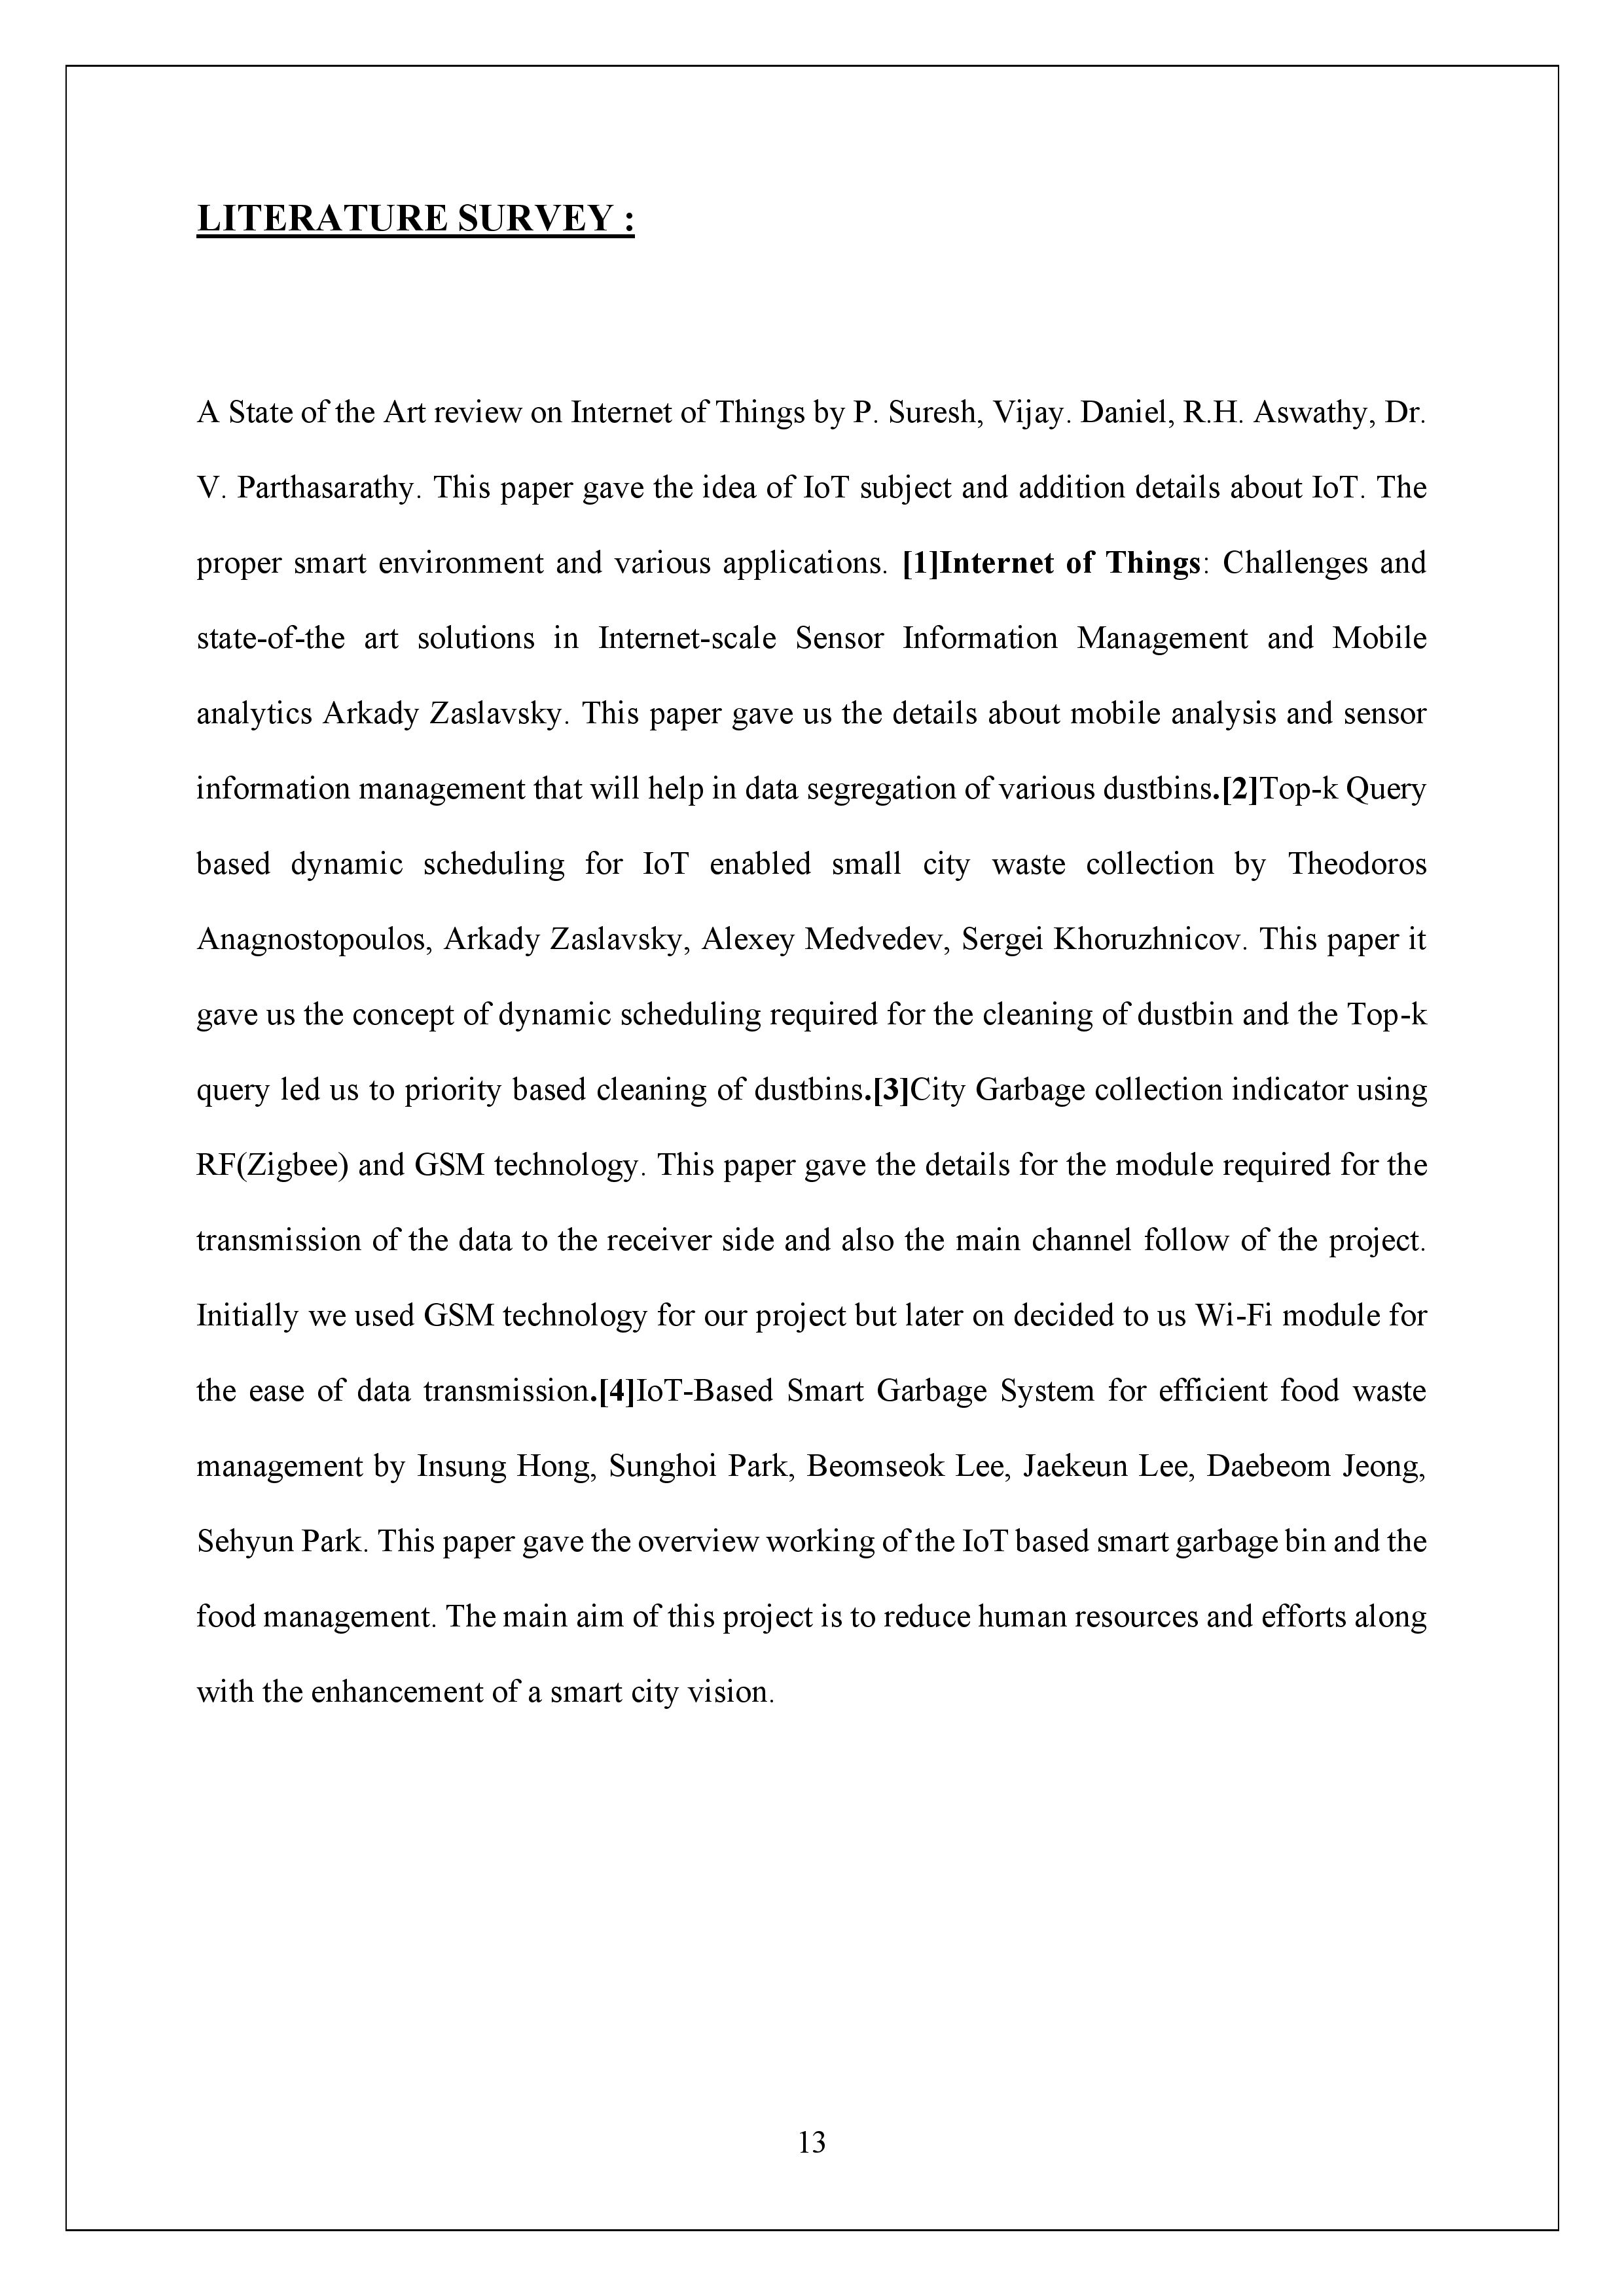 LITERATURE SURVEY :
A State of the Art review on Internet of Things by P. Suresh, Vijay. Daniel, R.H. Aswathy, Dr.
V. Parthasarathy. This paper gave the idea of IoT subject and addition details about IoT. The
proper smart environment and various applications. [1]Internet of Things: Challenges and
state-of-the art solutions in Internet-scale Sensor Information Management and Mobile
analytics Arkady Zaslavsky. This paper gave us the details about mobile analysis and sensor
information management that will help in data segregation of various dustbins.[2]Top-k Query
based dynamic scheduling for IoT enabled small city waste collection by Theodoros
Anagnostopoulos, Arkady Zaslavsky, Alexey Medvedev, Sergei Khoruzhnicov. This paper it
gave us the concept of dynamic scheduling required for the cleaning of dustbin and the Top-k
query led us to priority based cleaning of dustbins.[3]City Garbage collection indicator using
RF(Zigbee) and GSM technology. This paper gave the details for the module required for the
transmission of the data to the receiver side and also the main channel follow of the project.
Initially we used GSM technology for our project but later on decided to us Wi-Fi module for
the ease of data transmission.[4]IoT-Based Smart Garbage System for efficient food waste
management by Insung Hong, Sunghoi Park, Beomseok Lee, Jaekeun Lee, Daebeom Jeong,
Sehyun Park. This paper gave the overview working of the IoT based smart garbage bin and the
food management. The main aim of this project is to reduce human resources and efforts along
with the enhancement of a smart city vision.
13